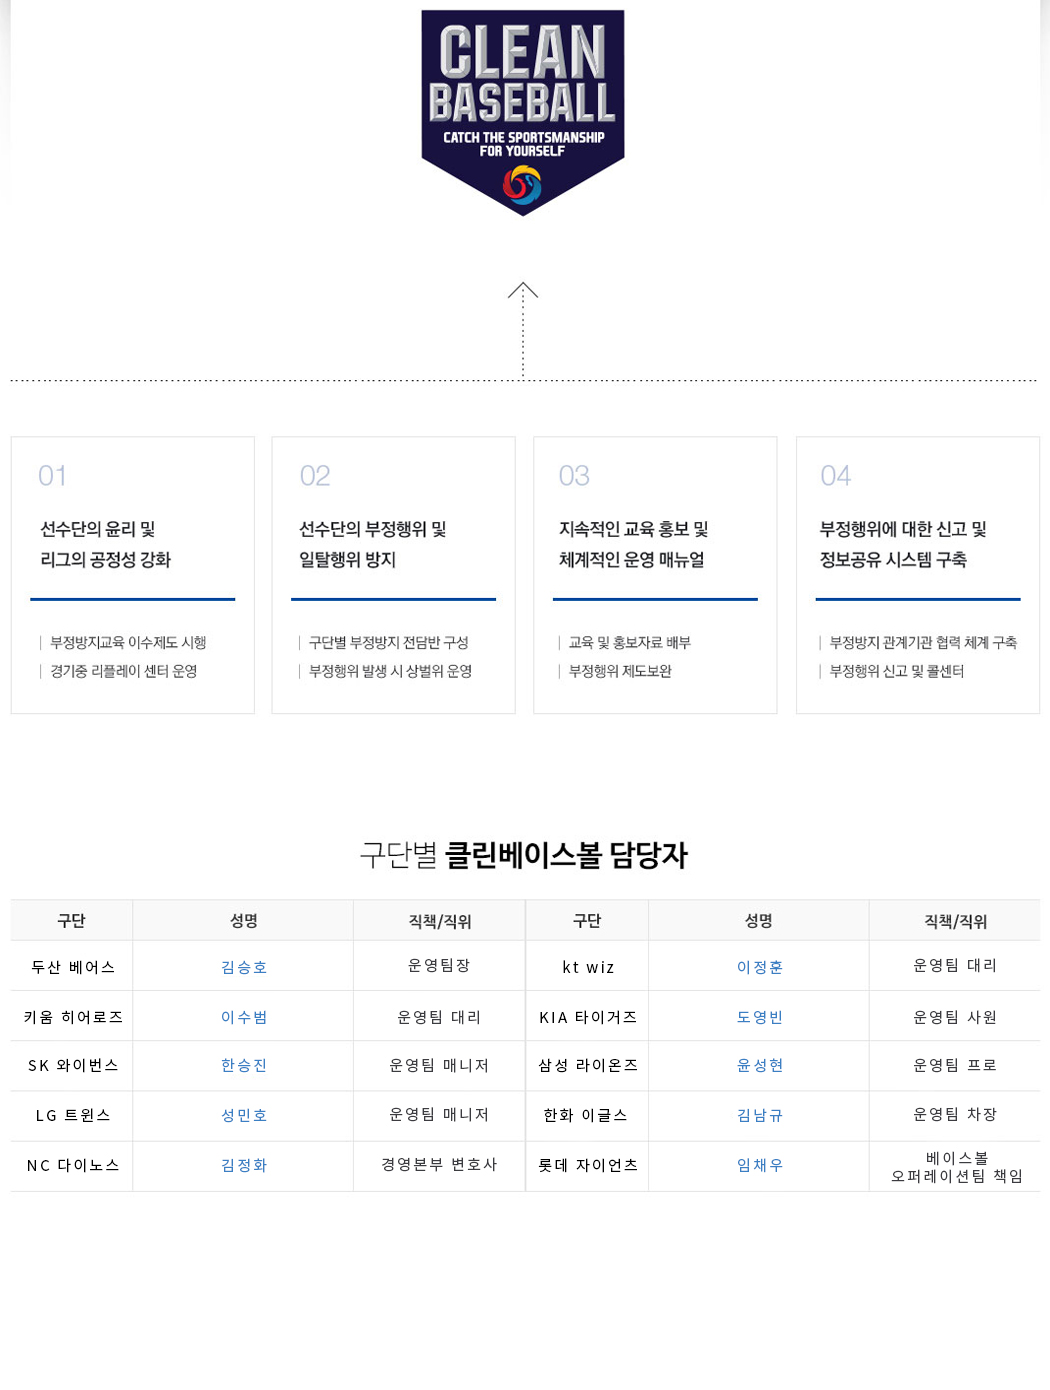 CLEAN
BASEBALL
CATCH THE SPORTSMANSHIP
FOR YOURSELF
01
선수단의 윤리 및
리그의 공정성 강화
부정방지교육 이수제도 시행
경기중 리플레이 센터 운영
02
선수단의 부정행위 및
일탈행위 방지
구단별 부정방지 전담반 구성
부정행위 발생 시 상벌위 운영
03
지속적인 교육 홍보 및
체계적인 운영 매뉴얼
교육 및 홍보자료 배부
부정행위 제도보완
04
부정행위에 대한 신고 및
정보공유 시스템 구축
부정방지 관계기관 협력 체계 구축
부정행위 신고 및 콜센터
구단별 클린베이스볼 담당자
구단 성명 직책/직위 구단 성명 직책/직위
두산 베어스 김승호 운영팀장 kt wiz 이정훈 운영팀 대리
키움 히어로즈 이수범 운영팀 대리 KIA 타이거즈 도영빈 운영팀 사원
SK 와이번스 한승진 운영팀 매니저 삼성 라이온즈 윤성현 운영팀 프로
LG 트윈스 성민호 운영팀 매니저 한화 이글스 김남규 운영팀 차장
NC 다이노스 김정화 경영본부 변호사 롯데 자이언츠 임채우 베이스볼
오퍼레이션팀 책임